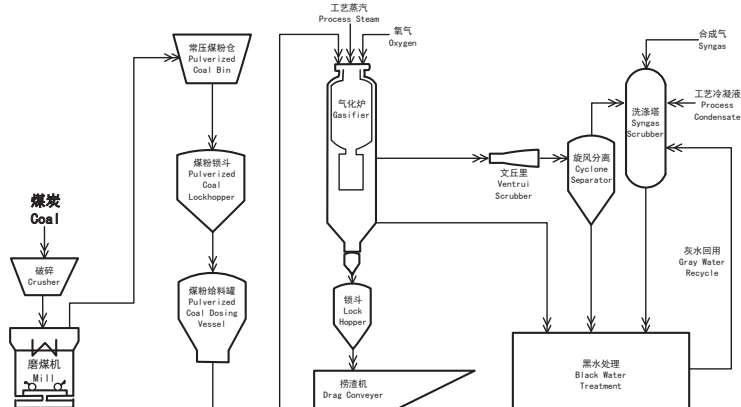 工艺蒸汽
Process Steam
氧气
Oxygen
合成气
Syngas
常压煤粉仓
Pulverized
Coal Bin
气化炉
Gasifier
工艺冷凝液
Process
Condensate
洗涤塔
Syngas
Scrubber
煤粉锁斗
Pulverized
Coal
Lockhopper
文丘里
Ventrui
Scrubber
旋风分离
Cyclone
Separator
煤炭
Coal
灰水回用
Gray Water
Recycle
破碎
Crusher
煤粉给料罐
Pulverized
Coal Dosing
Vessel
锁斗
Lock
Hopper
磨煤机
Mill
捞渣机
Drag Conveyer
黑水处理
Black Water
Treatment